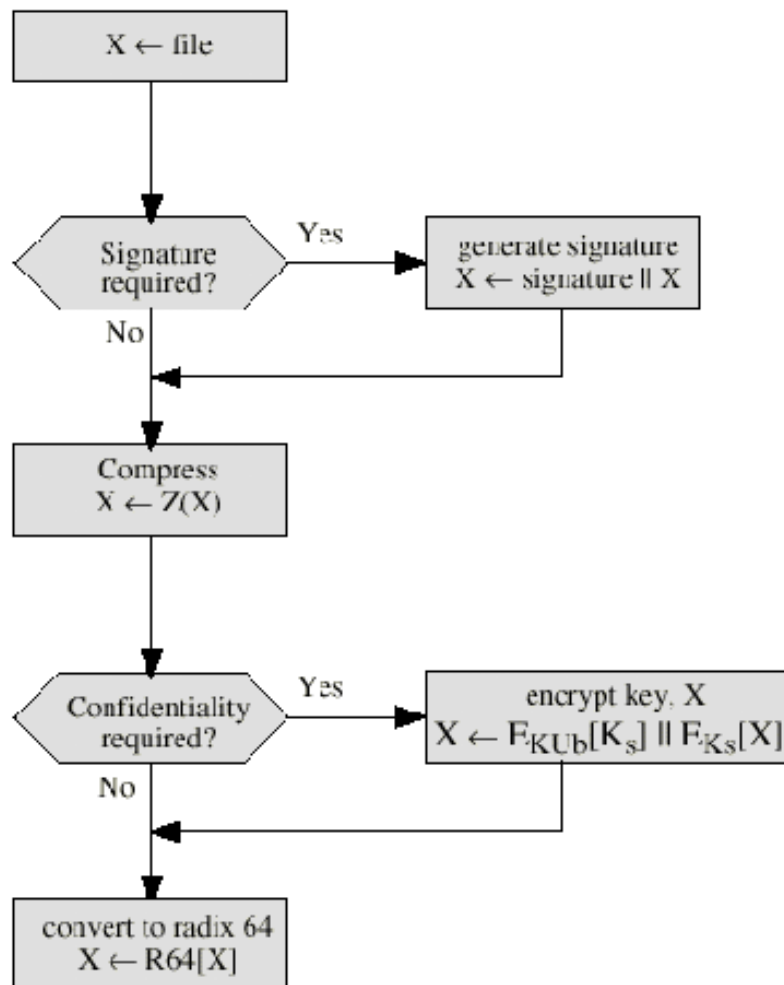 X ← file
Signature
required?
Yes
generate signature
X ← signature || X
No
Compress
X ← Z(X)
Confidentiality
required?
Yes
encrypt key, X
X ← E_KUb[K_s] || E_Ks[X]
No
convert to radix 64
X ← R64[X]